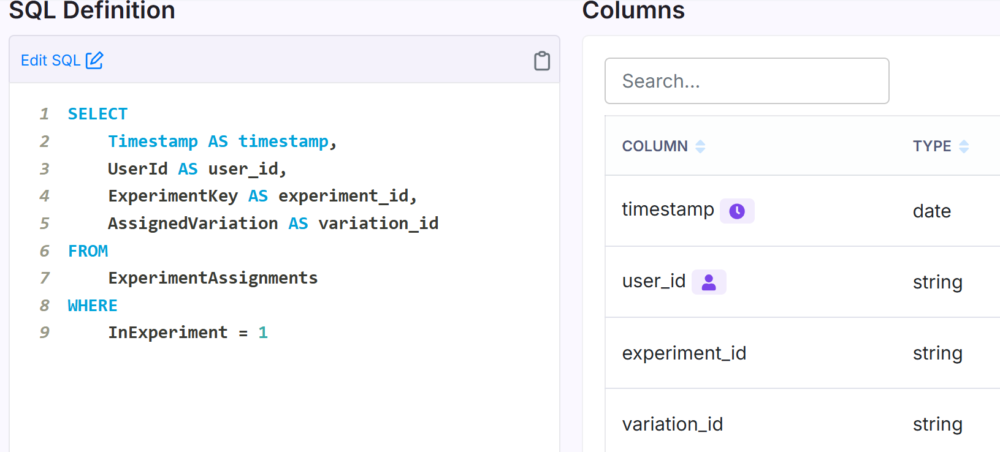 SQL Definition
Edit SQL
1 SELECT
2 Timestamp AS timestamp,
3 UserId AS user_id,
4 ExperimentKey AS experiment_id,
5 AssignedVariation AS variation_id
6 FROM
7 ExperimentAssignments
8 WHERE
9 InExperiment = 1
Columns
Search...
COLUMN TYPE
timestamp date
user_id string
experiment_id string
variation_id string